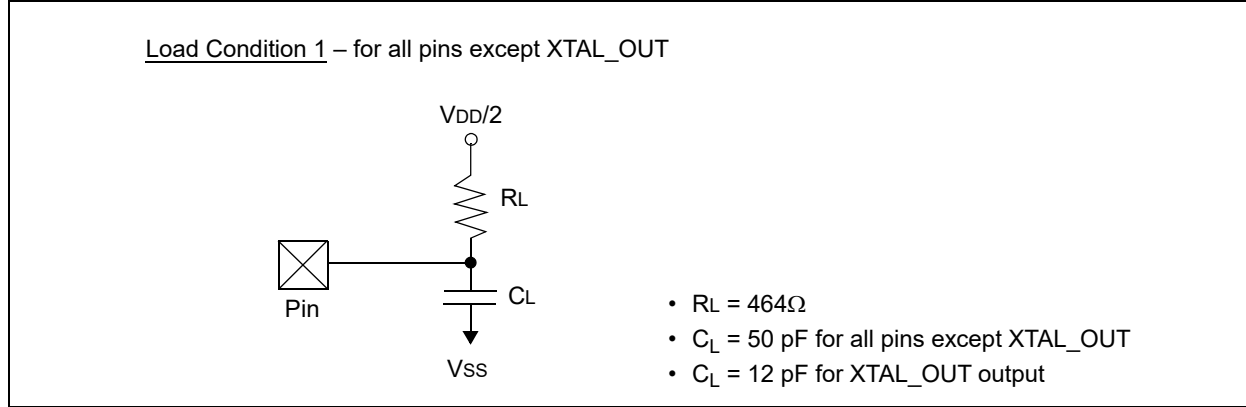 Load Condition 1 – for all pins except XTAL_OUT
VDD/2
RL
Pin
CL
VSS
• RL = 464Ω
• CL = 50 pF for all pins except XTAL_OUT
• CL = 12 pF for XTAL_OUT output